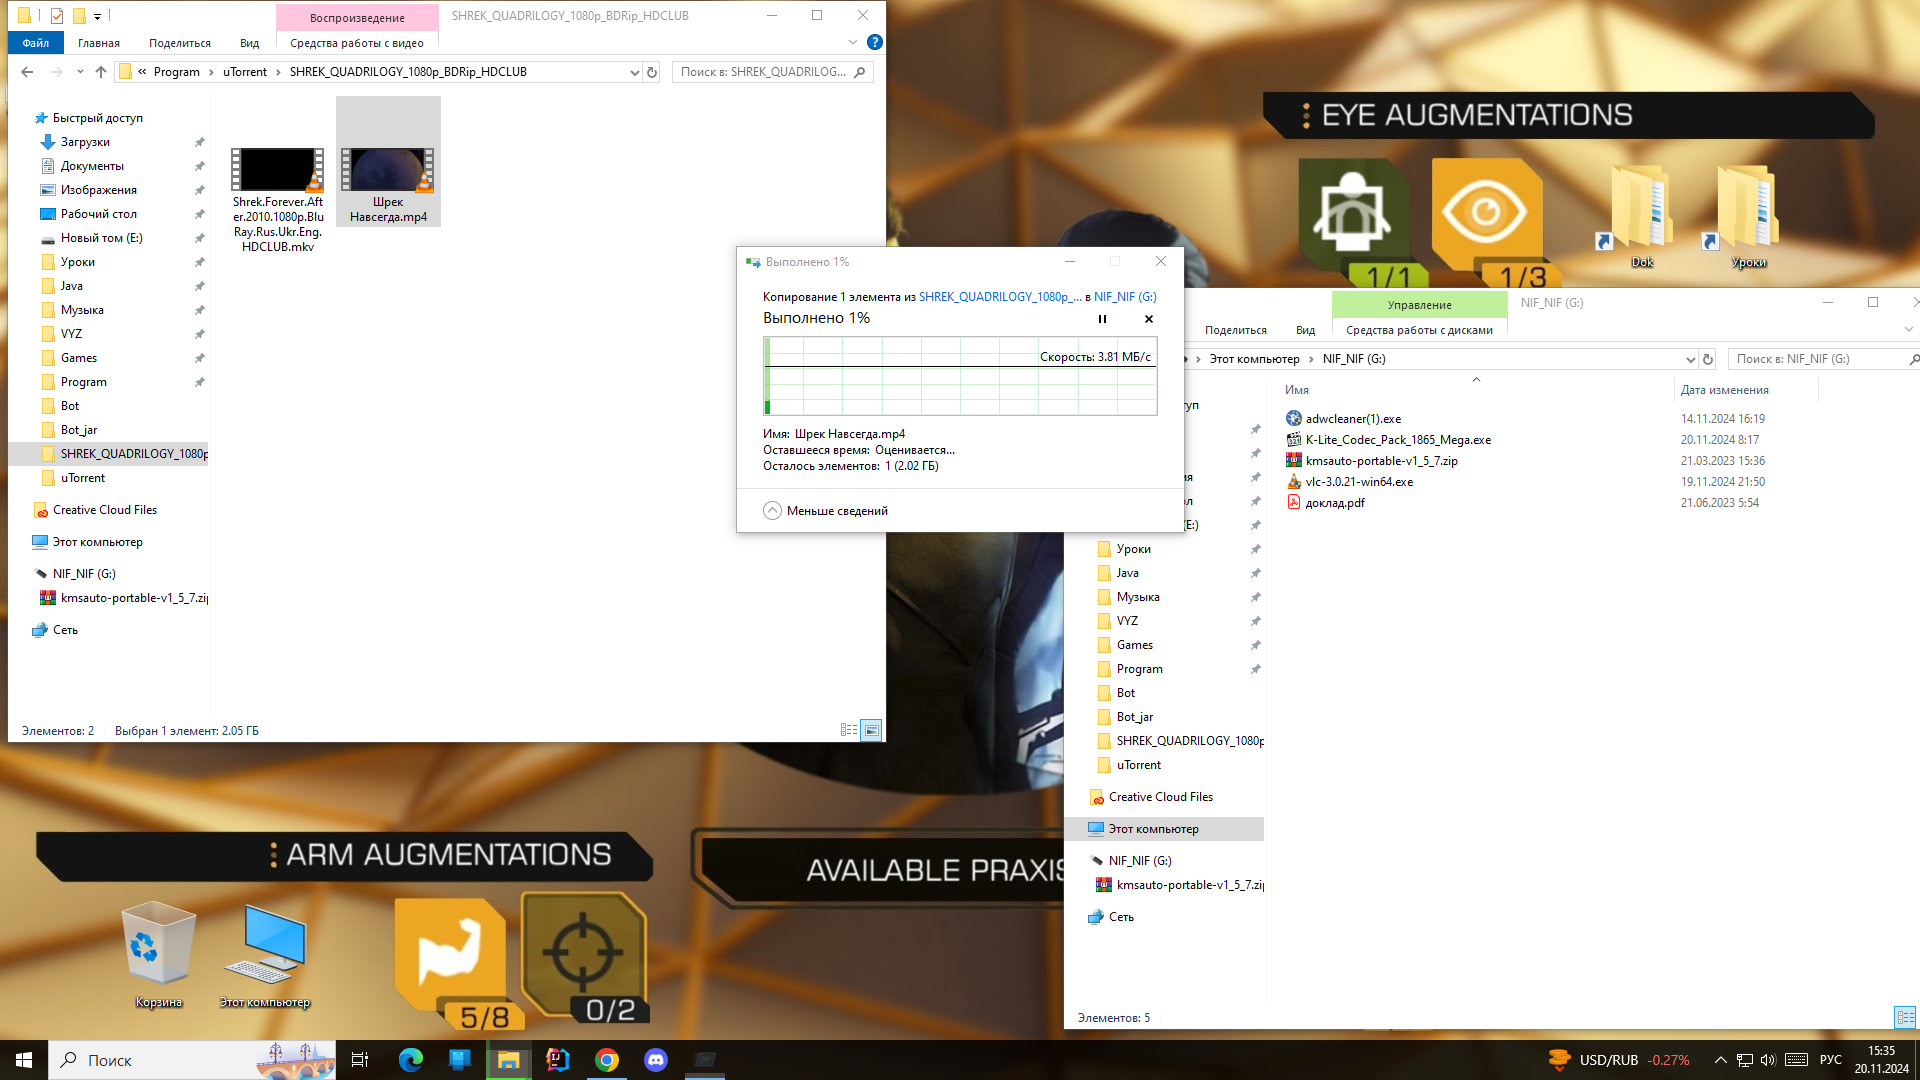 Воспроизведение
SHREK_QUADRILOGY_1080p_BDRip_HDCLUB
Файл
Главная
Поделиться
Вид
Средства работы с видео
« Program › uTorrent › SHREK_QUADRILOGY_1080p_BDRip_HDCLUB
Поиск в: SHREK_QUADRILOG...
Быстрый доступ
Загрузки
Документы
Изображения
Рабочий стол
Новый том (E:)
Уроки
Java
Музыка
VYZ
Games
Program
Bot
Bot_jar
SHREK_QUADRILOGY_1080p
uTorrent
Creative Cloud Files
Этот компьютер
NIF_NIF (G:)
kmsauto-portable-v1_5_7.zip
Сеть
Shrek.Forever.Aft
er.2010.1080p.Blu
Ray.Rus.Ukr.Eng.
HDCLUB.mkv
Шрек
Навсегда.mp4
Элементов: 2
Выбран 1 элемент: 2.05 ГБ
Выполнено 1%
Копирование 1 элемента из SHREK_QUADRILOGY_1080p_... в NIF_NIF (G:)
Выполнено 1%
Скорость: 3.81 МБ/с
Имя: Шрек Навсегда.mp4
Оставшееся время: Оценивается...
Осталось элементов: 1 (2.02 ГБ)
Меньше сведений
EYE AUGMENTATIONS
1/1
1/3
Dok
Уроки
Управление
NIF_NIF (G:)
Поделиться
Вид
Средства работы с дисками
› Этот компьютер › NIF_NIF (G:)
Поиск в: NIF_NIF (G:)
Имя
Дата изменения
adwcleaner(1).exe
14.11.2024 16:19
K-Lite_Codec_Pack_1865_Mega.exe
20.11.2024 8:17
kmsauto-portable-v1_5_7.zip
21.03.2023 15:36
vlc-3.0.21-win64.exe
19.11.2024 21:50
доклад.pdf
21.06.2023 5:54
туп
ия
ол
(E:)
Уроки
Java
Музыка
VYZ
Games
Program
Bot
Bot_jar
SHREK_QUADRILOGY_1080p
uTorrent
Creative Cloud Files
Этот компьютер
NIF_NIF (G:)
kmsauto-portable-v1_5_7.zip
Сеть
Элементов: 5
ARM AUGMENTATIONS
AVAILABLE PRAXIS
Корзина
Этот компьютер
5/8
0/2
Поиск
USD/RUB -0.27%
РУС
15:35
20.11.2024